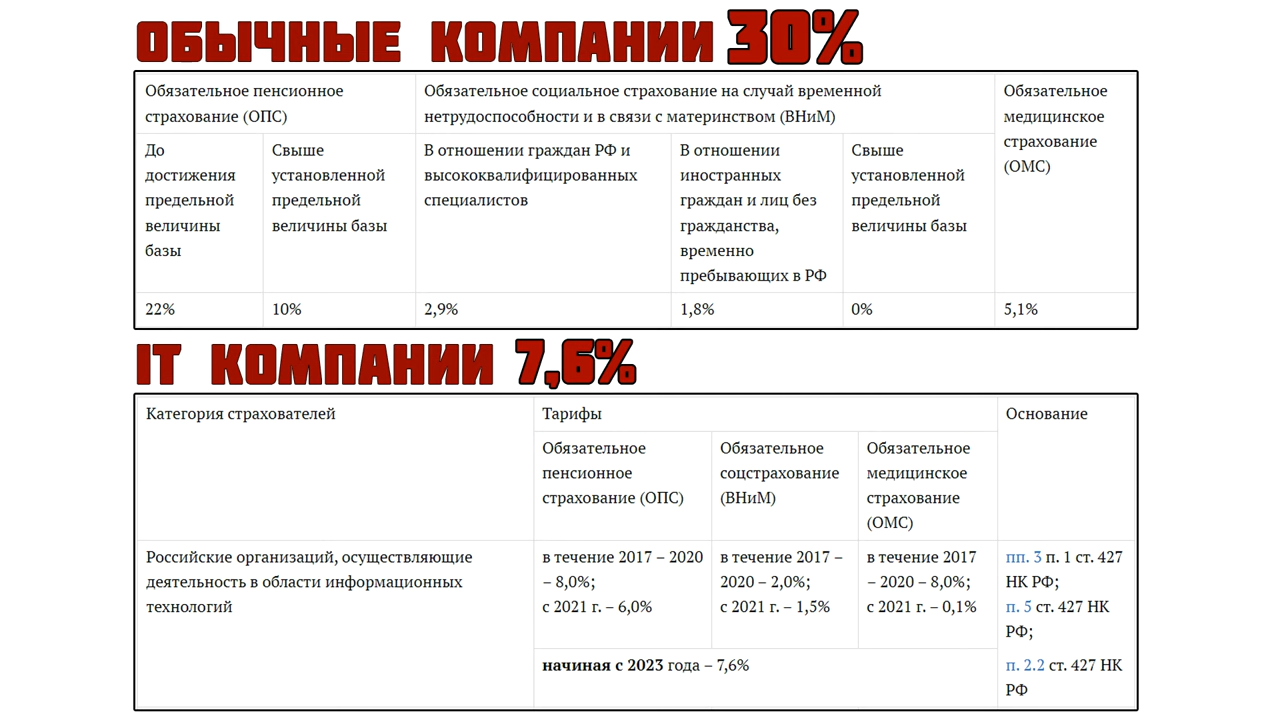 ОБЫЧНЫЕ КОМПАНИИ 30%
Обязательное пенсионное
страхование (ОПС)
Обязательное социальное страхование на случай временной
нетрудоспособности и в связи с материнством (ВНиМ)
Обязательное
медицинское
страхование
(ОМС)
До
достижения
предельной
величины
базы
Свыше
установленной
предельной
величины базы
В отношении граждан РФ и
высококвалифицированных
специалистов
В отношении
иностранных
граждан и лиц без
гражданства,
временно
пребывающих в РФ
Свыше
установленной
предельной
величины базы
22%
10%
2,9%
1,8%
0%
5,1%
IT КОМПАНИИ 7,6%
Категория страхователей
Тарифы
Основание
Обязательное
пенсионное
страхование (ОПС)
Обязательное
соцстрахование
(ВНиМ)
Обязательное
медицинское
страхование
(ОМС)
Российские организаций, осуществляющие
деятельность в области информационных
технологий
в течение 2017 – 2020
– 8,0%;
с 2021 г. – 6,0%
в течение 2017 –
2020 – 2,0%;
с 2021 г. – 1,5%
в течение 2017
– 2020 – 8,0%;
с 2021 г. – 0,1%
пп. 3 п. 1 ст. 427
НК РФ;
п. 5 ст. 427 НК
РФ;
начиная с 2023 года – 7,6%
п. 2.2 ст. 427 НК
РФ